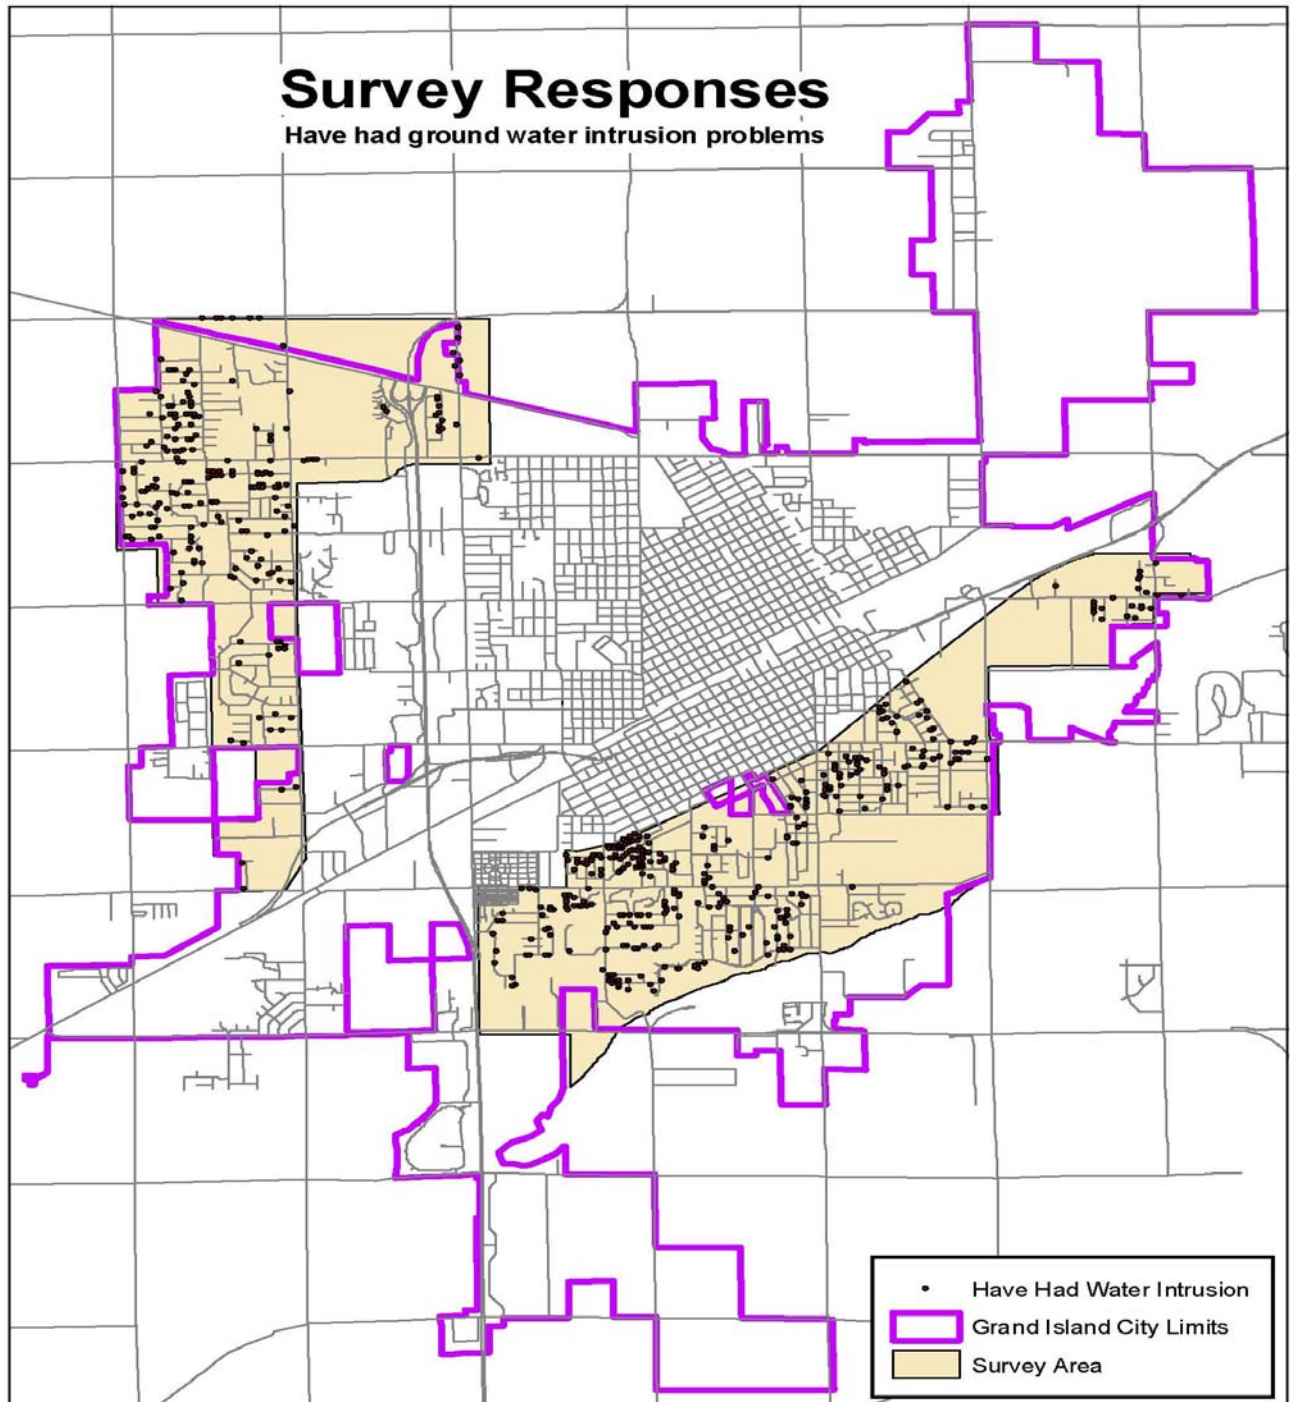 Survey Responses
Have had ground water intrusion problems
Have Had Water Intrusion
Grand Island City Limits
Survey Area